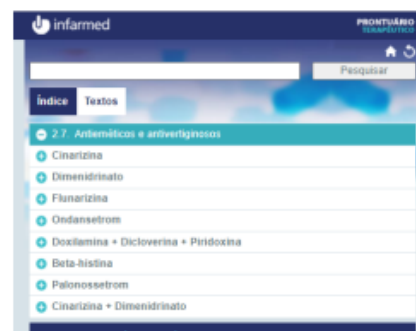 infarmed
PRONTUÁRIO
TERAPÊUTICO
Pesquisar
Índice Textos
2.7. Antieméticos e antivertiginosos
Cinarizina
Dimenidrinato
Flunarizina
Ondansetrom
Doxilamina + Dicloverina + Piridoxina
Beta-histina
Palonossetrom
Cinarizina + Dimenidrinato